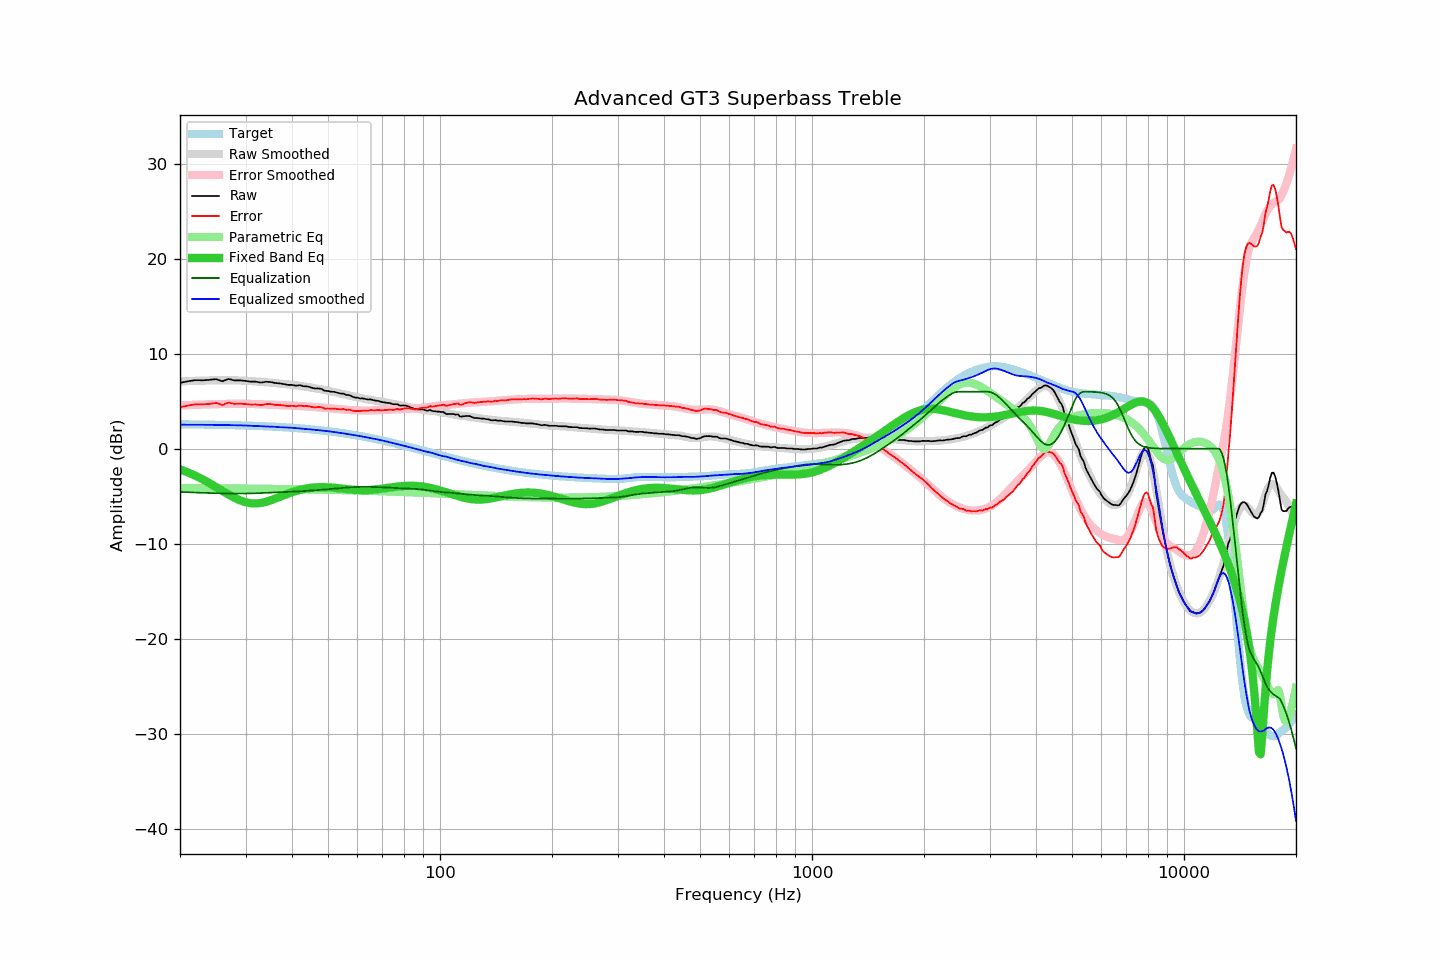 Advanced GT3 Superbass Treble
Target
Raw Smoothed
Error Smoothed
Raw
Error
Parametric Eq
Fixed Band Eq
Equalization
Equalized smoothed
30
20
10
0
−10
−20
−30
−40
Amplitude (dBr)
100
1000
10000
Frequency (Hz)